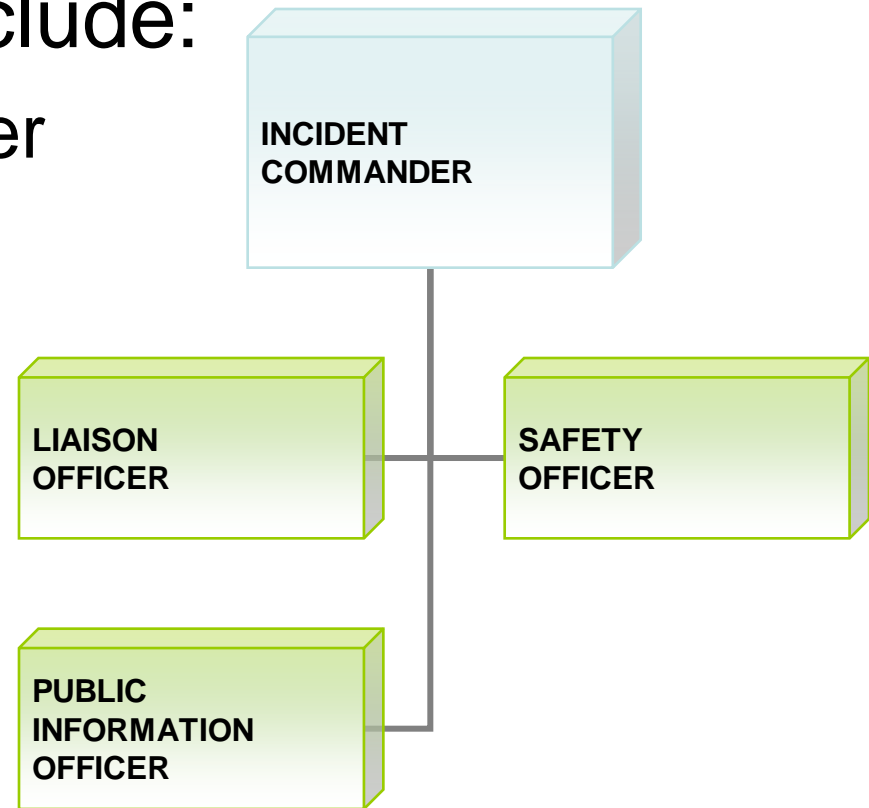 clude:
er
INCIDENT
COMMANDER
LIAISON
OFFICER
SAFETY
OFFICER
PUBLIC
INFORMATION
OFFICER